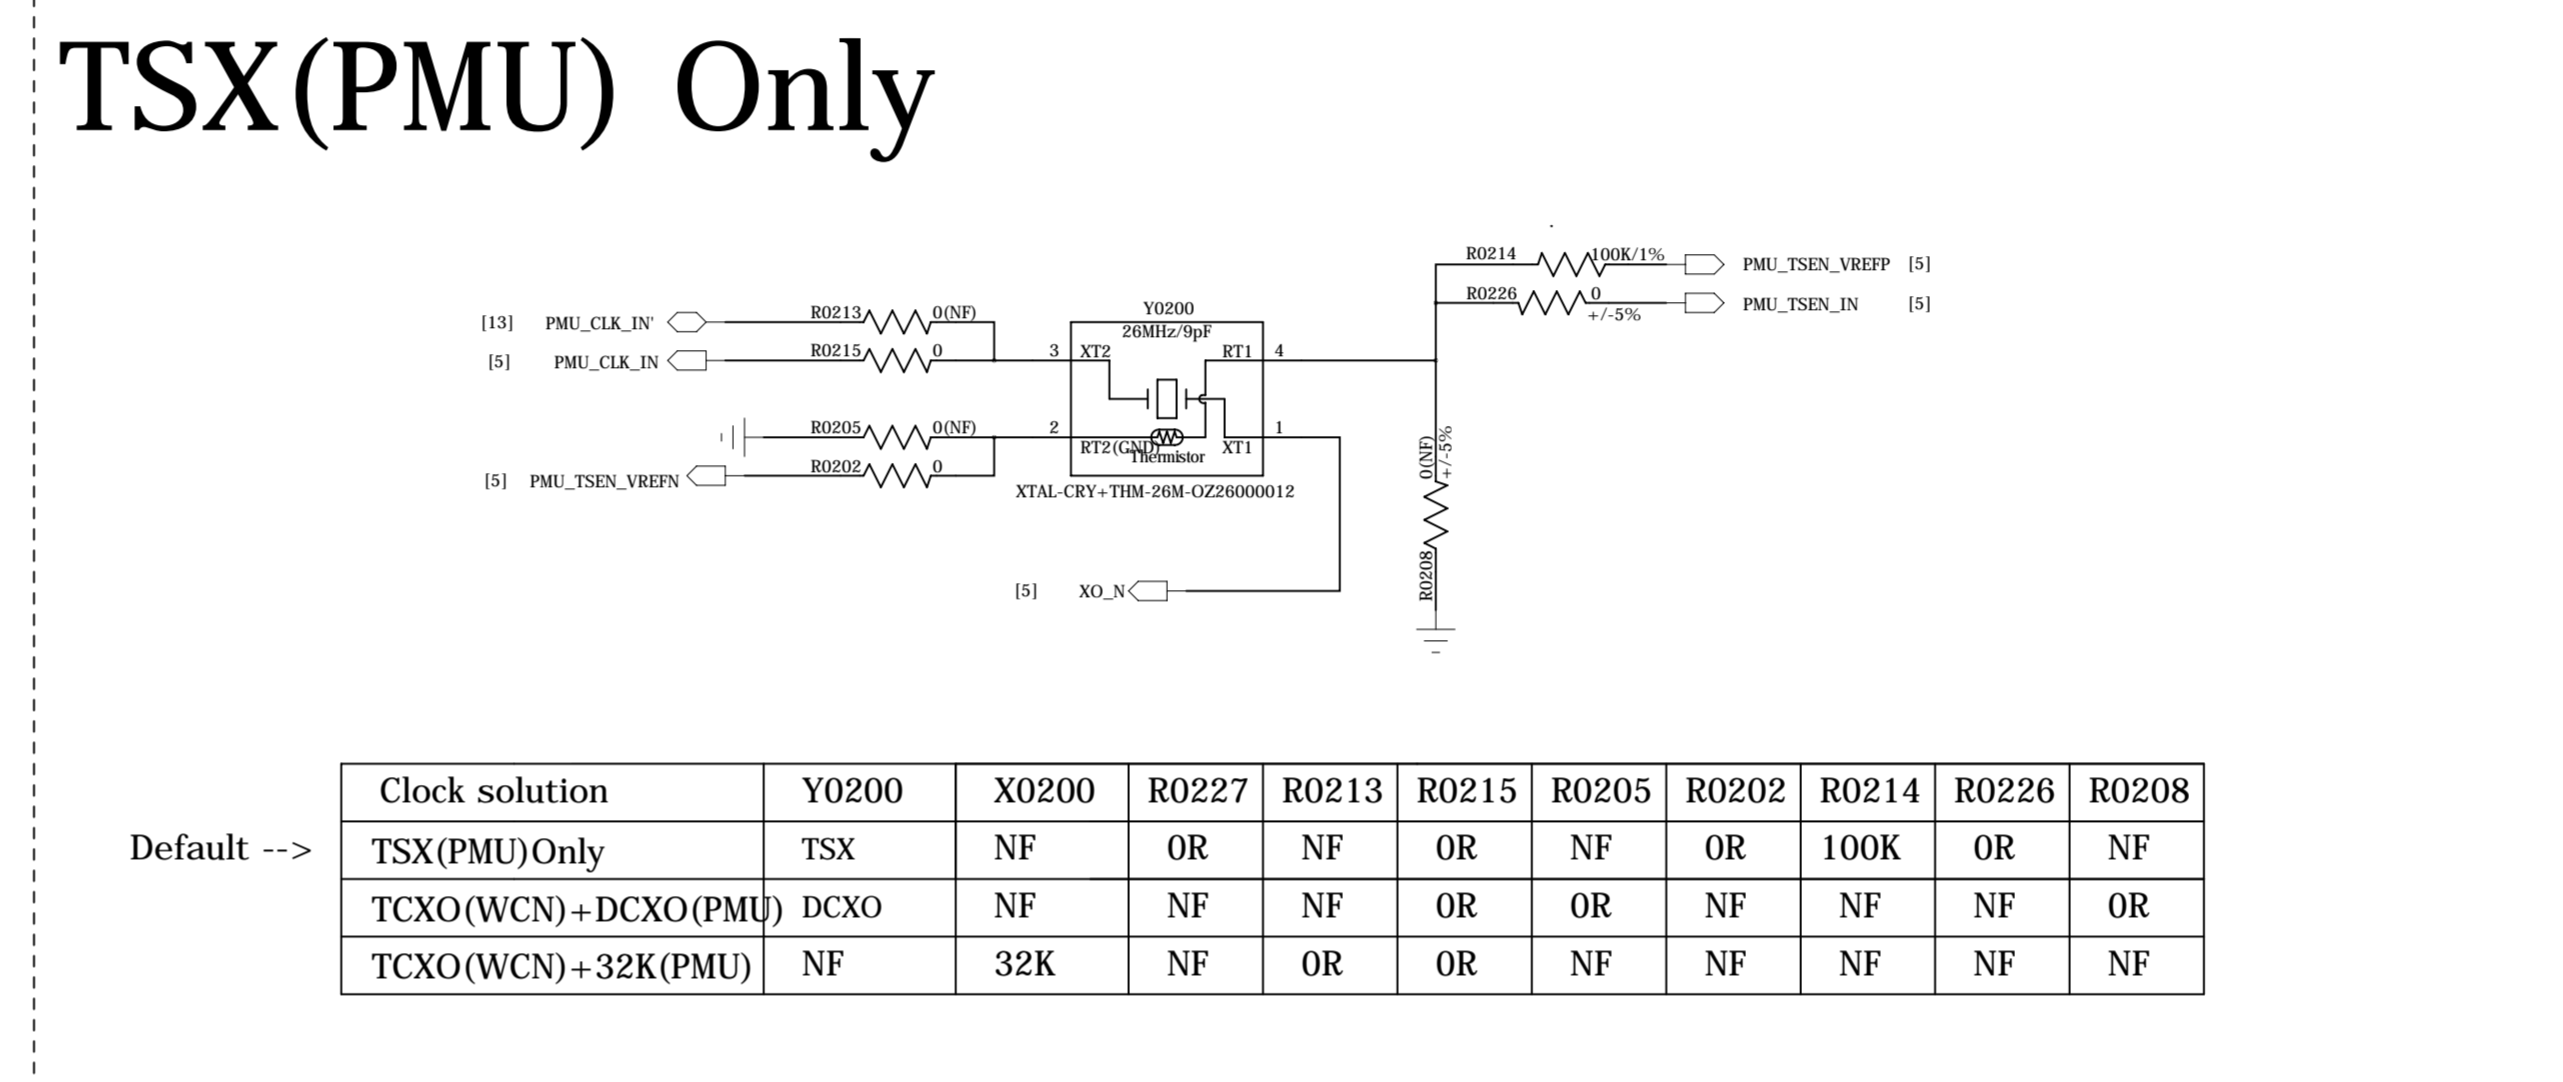 TSX(PMU) Only
R0214 100K/1% PMU_TSEN_VREFP [5]
R0226 0 PMU_TSEN_IN [5]
+/-5%
Y0200
[13] PMU_CLK_IN' R0213 0(NF)
26MHz/9pF
[5] PMU_CLK_IN R0215 0 3 XT2 RT1 4
R0205 0(NF) 2 RT2(GND) XT1 1
Thermistor
[5] PMU_TSEN_VREFN R0202 0
XTAL-CRY+THM-26M-OZ26000012
0(NF)
+/-5%
R0208
[5] XO_N
Clock solution Y0200 X0200 R0227 R0213 R0215 R0205 R0202 R0214 R0226 R0208
Default --> TSX(PMU)Only TSX NF 0R NF 0R NF 0R 100K 0R NF
TCXO(WCN)+DCXO(PMU) DCXO NF NF NF 0R 0R NF NF NF 0R
TCXO(WCN)+32K(PMU) NF 32K NF 0R 0R NF NF NF NF NF